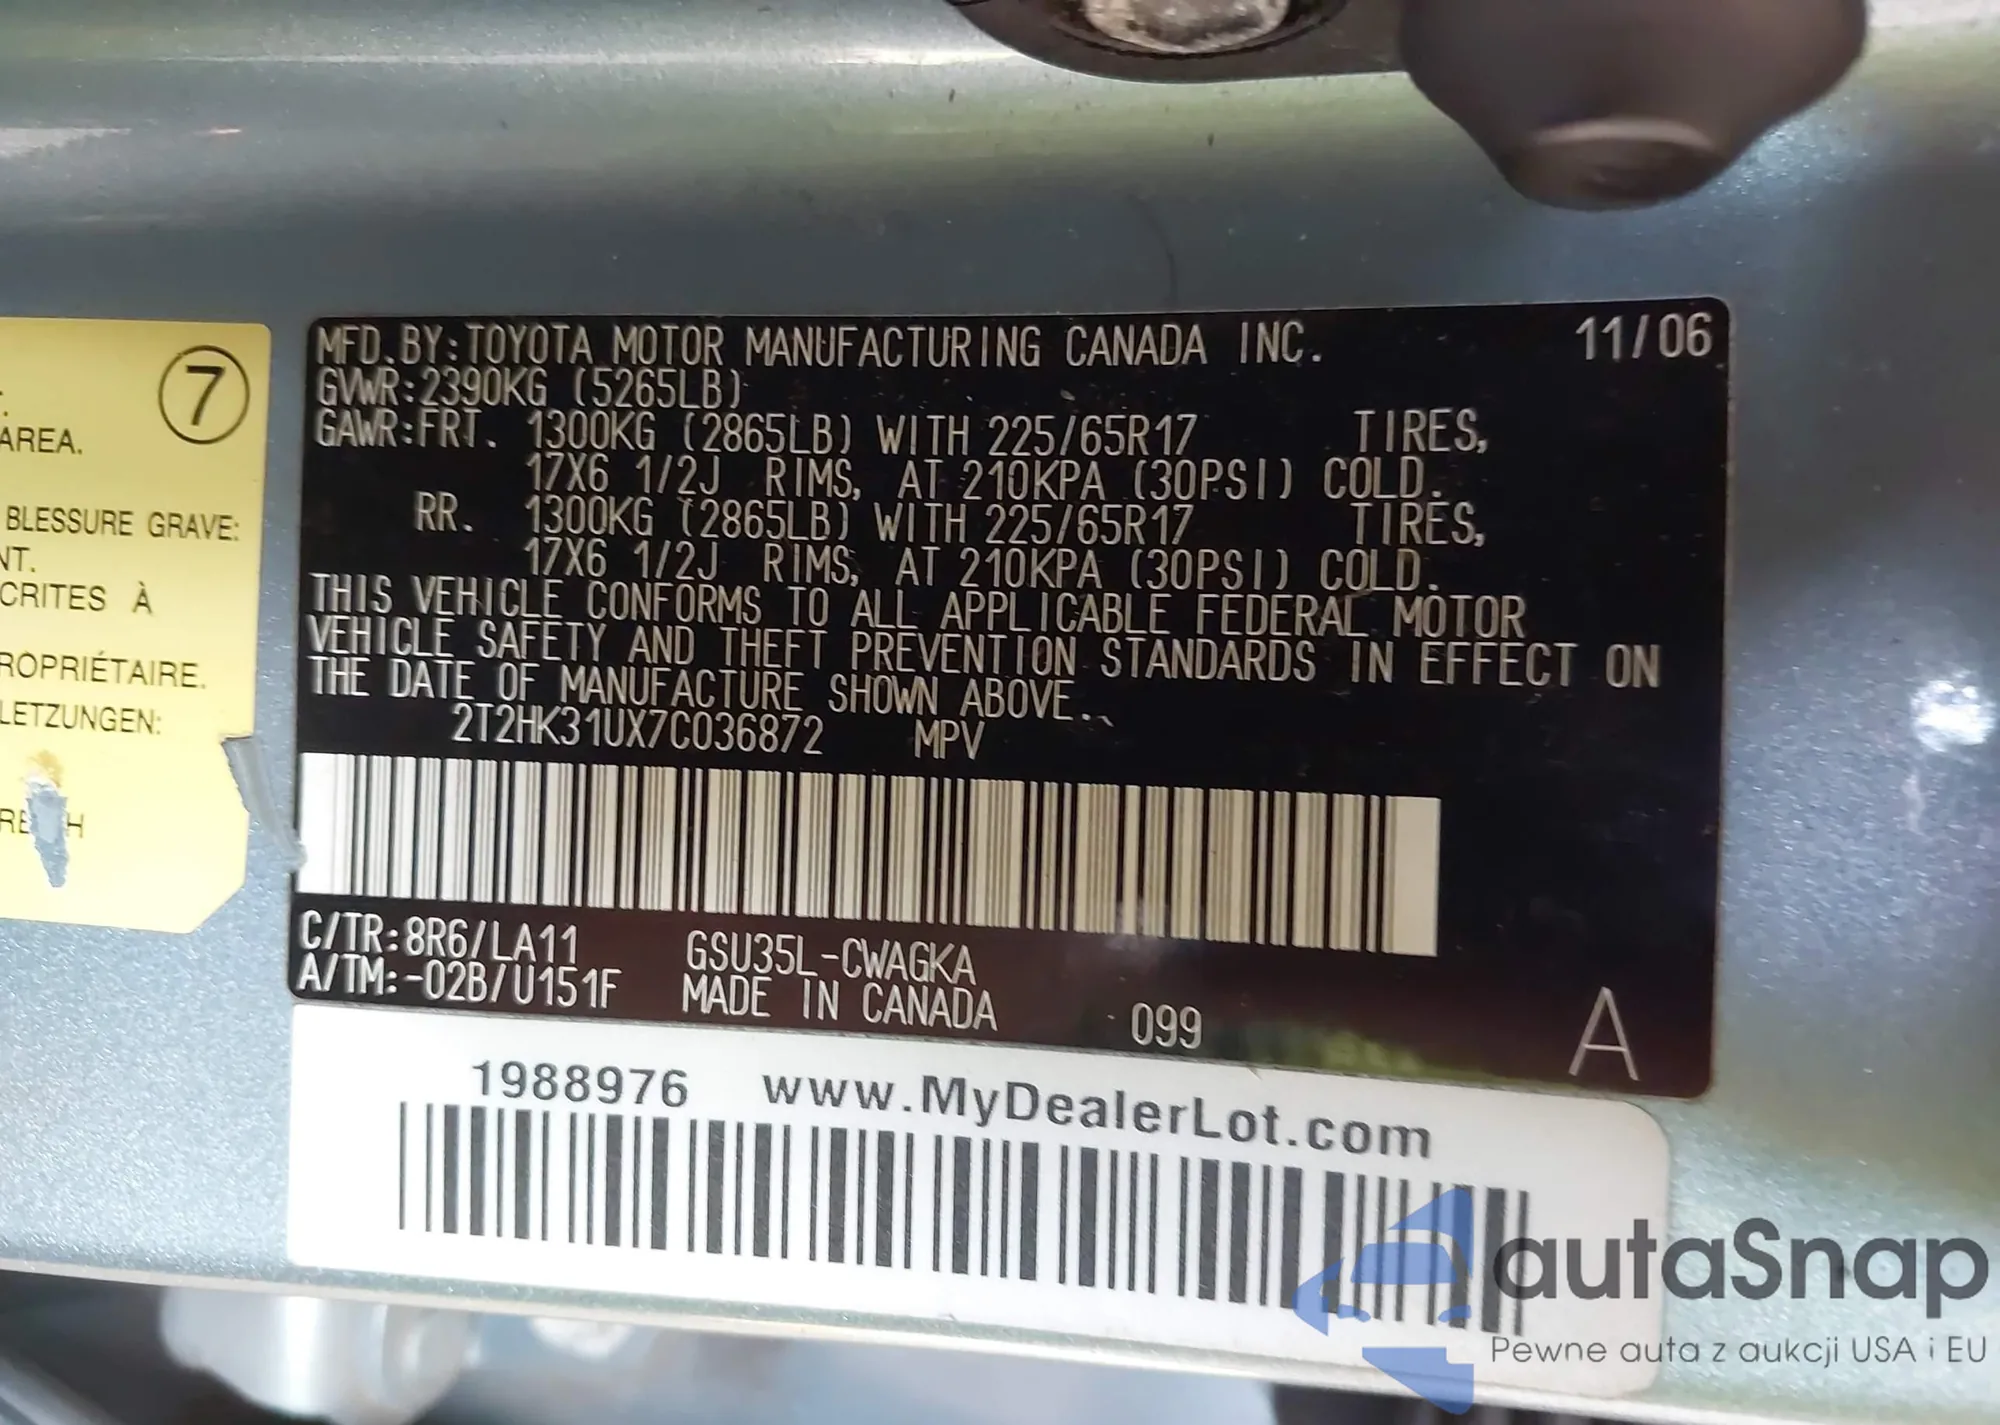 7
.
AREA.
BLESSURE GRAVE:
NT.
CRITES À
ROPRIÉTAIRE.
LETZUNGEN:
H
MFD.BY:TOYOTA MOTOR MANUFACTURING CANADA INC. 11/06
GVWR:2390KG (5265LB)
GAWR:FRT. 1300KG (2865LB) WITH 225/65R17 TIRES,
17X6 1/2J RIMS, AT 210KPA (30PSI) COLD.
RR. 1300KG (2865LB) WITH 225/65R17 TIRES,
17X6 1/2J RIMS, AT 210KPA (30PSI) COLD.
THIS VEHICLE CONFORMS TO ALL APPLICABLE FEDERAL MOTOR
VEHICLE SAFETY AND THEFT PREVENTION STANDARDS IN EFFECT ON
THE DATE OF MANUFACTURE SHOWN ABOVE.
2T2HK31UX7C036872 MPV
C/TR:8R6/LA11 GSU35L-CWAGKA
A/TM:-02B/U151F MADE IN CANADA 099 A
1988976 www.MyDealerLot.com
autaSnap
Pewne auta z aukcji USA i EU